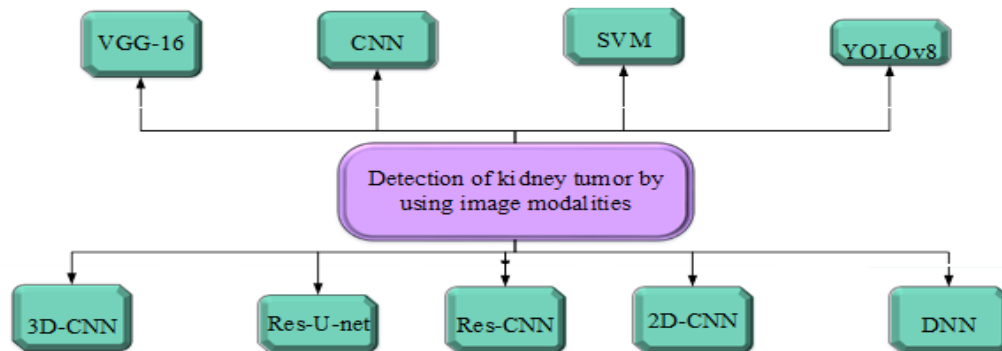 VGG-16
CNN
SVM
YOLOv8
Detection of kidney tumor by
using image modalities
3D-CNN
Res-U-net
Res-CNN
2D-CNN
DNN